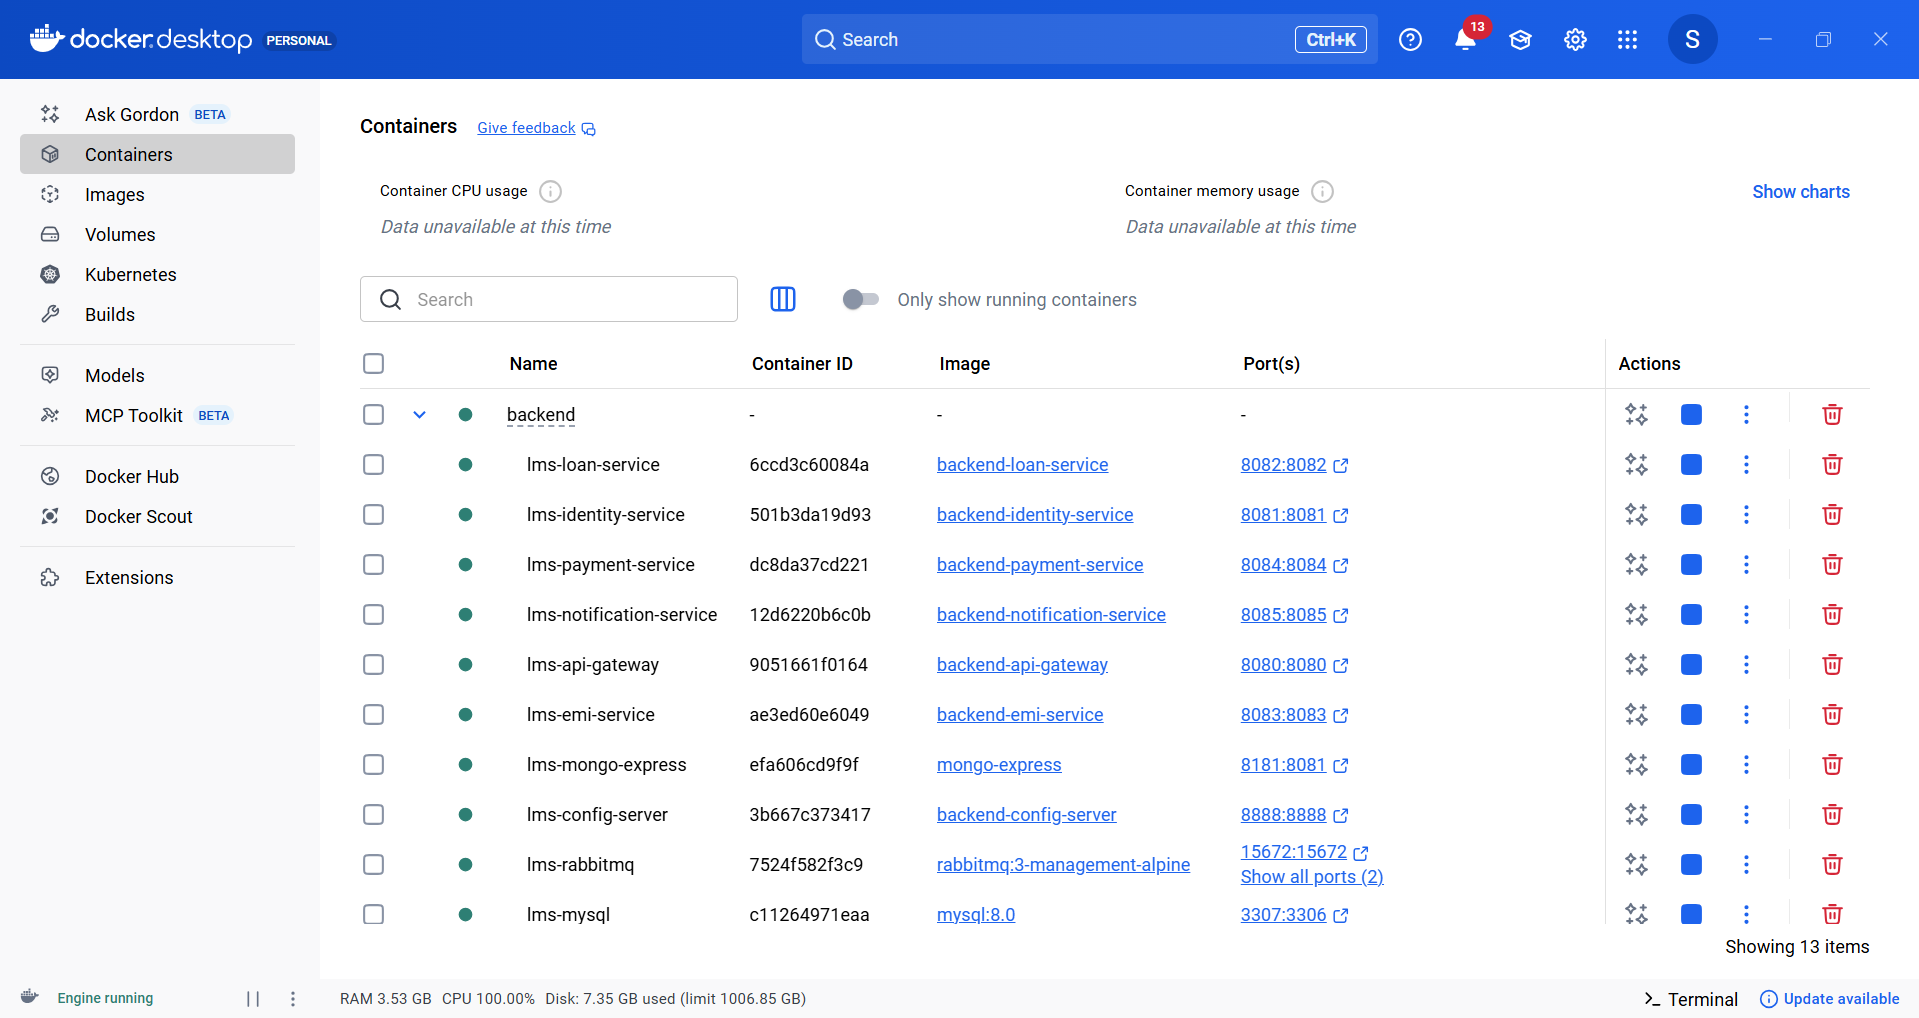 docker.desktop PERSONAL
Search Ctrl+K
13
S
Ask Gordon BETA
Containers
Images
Volumes
Kubernetes
Builds
Models
MCP Toolkit BETA
Docker Hub
Docker Scout
Extensions
Containers Give feedback
Container CPU usage
Data unavailable at this time
Container memory usage
Data unavailable at this time
Show charts
Search
Only show running containers
Name Container ID Image Port(s) Actions
backend - - -
lms-loan-service 6ccd3c60084a backend-loan-service 8082:8082
lms-identity-service 501b3da19d93 backend-identity-service 8081:8081
lms-payment-service dc8da37cd221 backend-payment-service 8084:8084
lms-notification-service 12d6220b6c0b backend-notification-service 8085:8085
lms-api-gateway 9051661f0164 backend-api-gateway 8080:8080
lms-emi-service ae3ed60e6049 backend-emi-service 8083:8083
lms-mongo-express efa606cd9f9f mongo-express 8181:8081
lms-config-server 3b667c373417 backend-config-server 8888:8888
lms-rabbitmq 7524f582f3c9 rabbitmq:3-management-alpine 15672:15672
Show all ports (2)
lms-mysql c11264971eaa mysql:8.0 3307:3306
Showing 13 items
Engine running
RAM 3.53 GB CPU 100.00% Disk: 7.35 GB used (limit 1006.85 GB)
Terminal
Update available